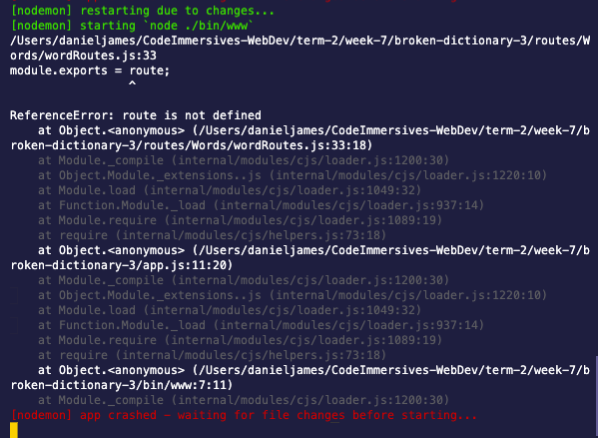 [nodemon] restarting due to changes...
[nodemon] starting `node ./bin/www`
/Users/danieljames/CodeImmersives-WebDev/term-2/week-7/broken-dictionary-3/routes/W
ords/wordRoutes.js:33
module.exports = route;
^
ReferenceError: route is not defined
at Object.<anonymous> (/Users/danieljames/CodeImmersives-WebDev/term-2/week-7/b
roken-dictionary-3/routes/Words/wordRoutes.js:33:18)
at Module._compile (internal/modules/cjs/loader.js:1200:30)
at Object.Module._extensions..js (internal/modules/cjs/loader.js:1220:10)
at Module.load (internal/modules/cjs/loader.js:1049:32)
at Function.Module._load (internal/modules/cjs/loader.js:937:14)
at Module.require (internal/modules/cjs/loader.js:1089:19)
at require (internal/modules/cjs/helpers.js:73:18)
at Object.<anonymous> (/Users/danieljames/CodeImmersives-WebDev/term-2/week-7/b
roken-dictionary-3/app.js:11:20)
at Module._compile (internal/modules/cjs/loader.js:1200:30)
at Object.Module._extensions..js (internal/modules/cjs/loader.js:1220:10)
at Module.load (internal/modules/cjs/loader.js:1049:32)
at Function.Module._load (internal/modules/cjs/loader.js:937:14)
at Module.require (internal/modules/cjs/loader.js:1089:19)
at require (internal/modules/cjs/helpers.js:73:18)
at Object.<anonymous> (/Users/danieljames/CodeImmersives-WebDev/term-2/week-7/b
roken-dictionary-3/bin/www:7:11)
at Module._compile (internal/modules/cjs/loader.js:1200:30)
[nodemon] app crashed - waiting for file changes before starting...